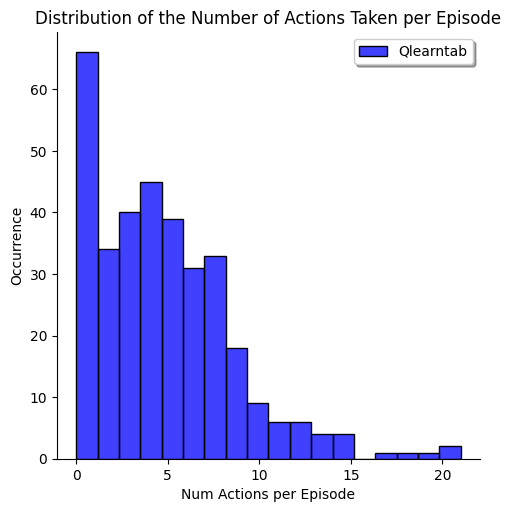 Distribution of the Number of Actions Taken per Episode
Qlearntab
60
50
40
30
20
10
0
Occurrence
0 5 10 15 20
Num Actions per Episode